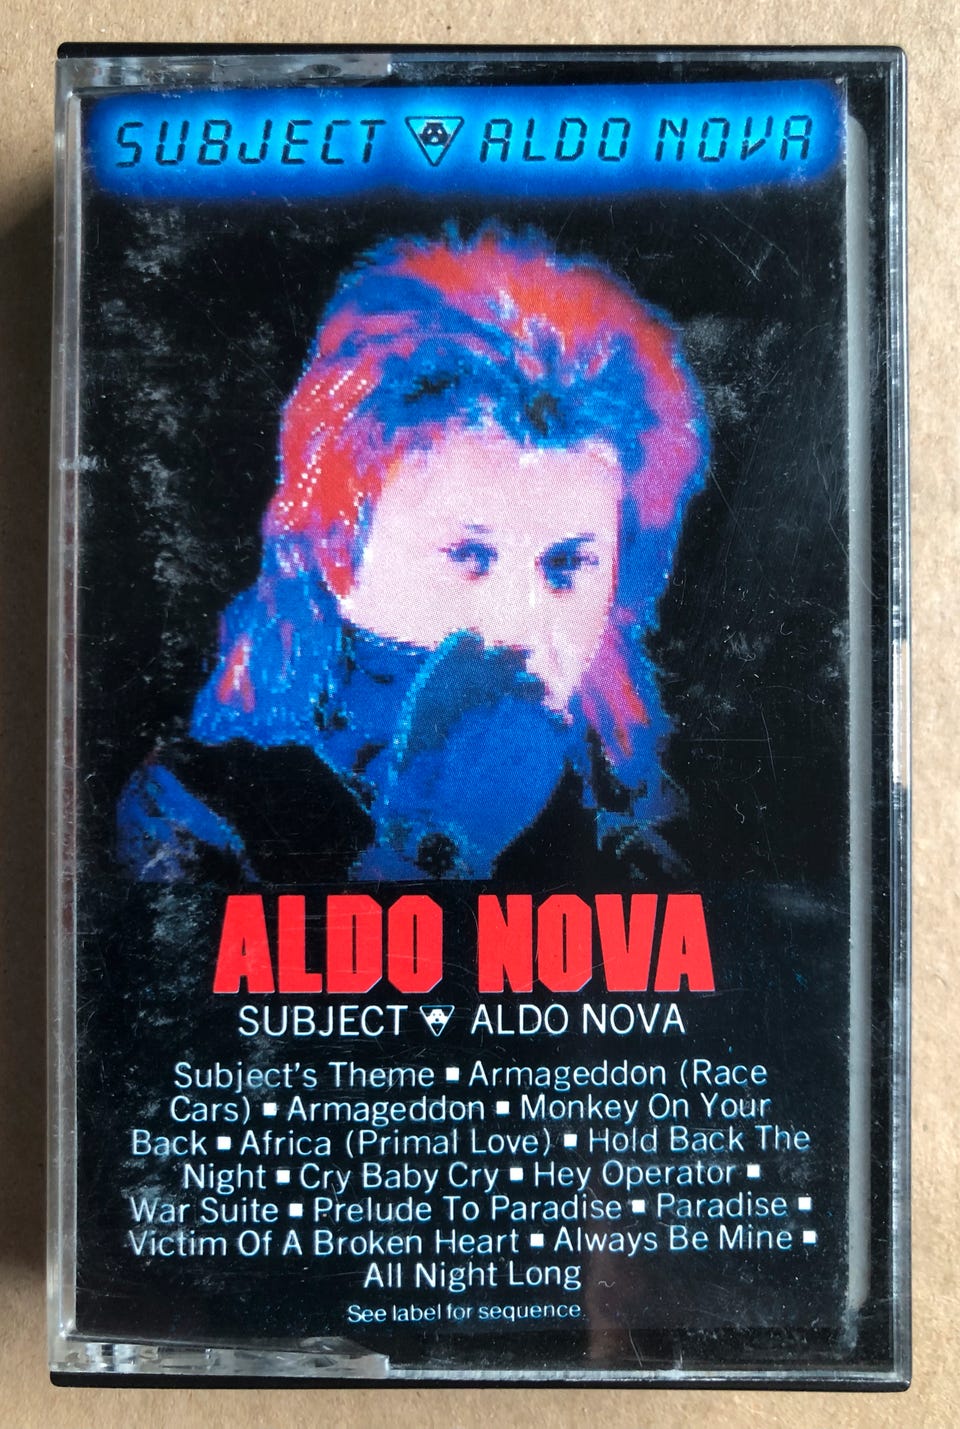 SUBJECT ALDO NOVA
ALDO NOVA
SUBJECT ALDO NOVA
Subject's Theme ▪ Armageddon (Race
Cars) ▪ Armageddon ▪ Monkey On Your
Back ▪ Africa (Primal Love) ▪ Hold Back The
Night ▪ Cry Baby Cry ▪ Hey Operator ▪
War Suite ▪ Prelude To Paradise ▪ Paradise ▪
Victim Of A Broken Heart ▪ Always Be Mine ▪
All Night Long
See label for sequence.